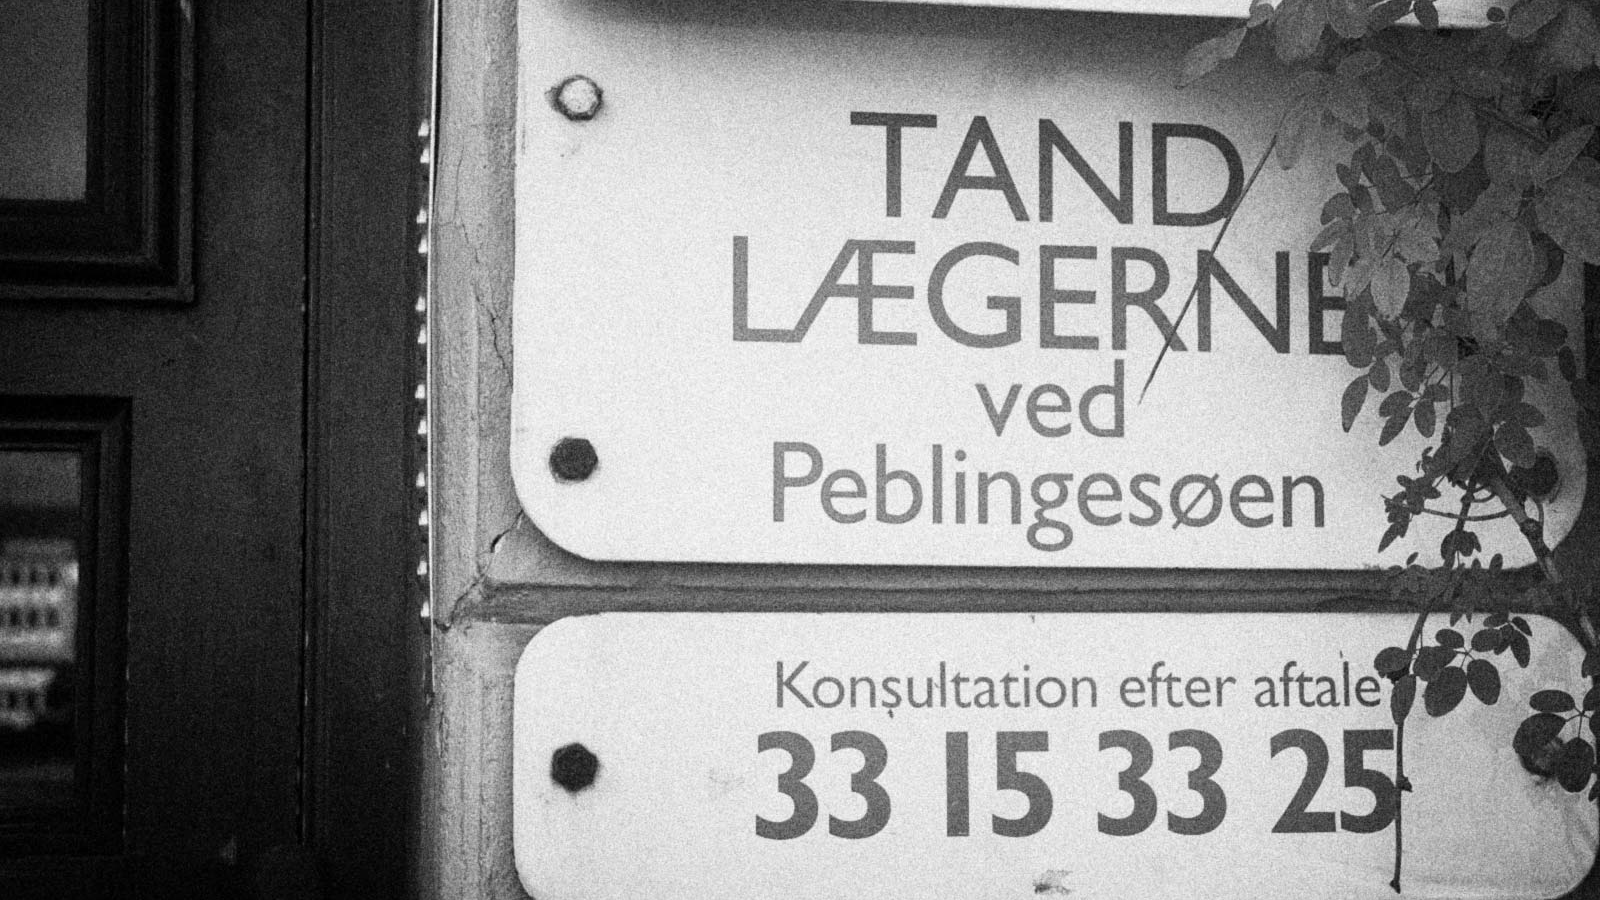 TAND
LÆGERNE
ved
Peblingesøen
Konsultation efter aftale
33 15 33 25